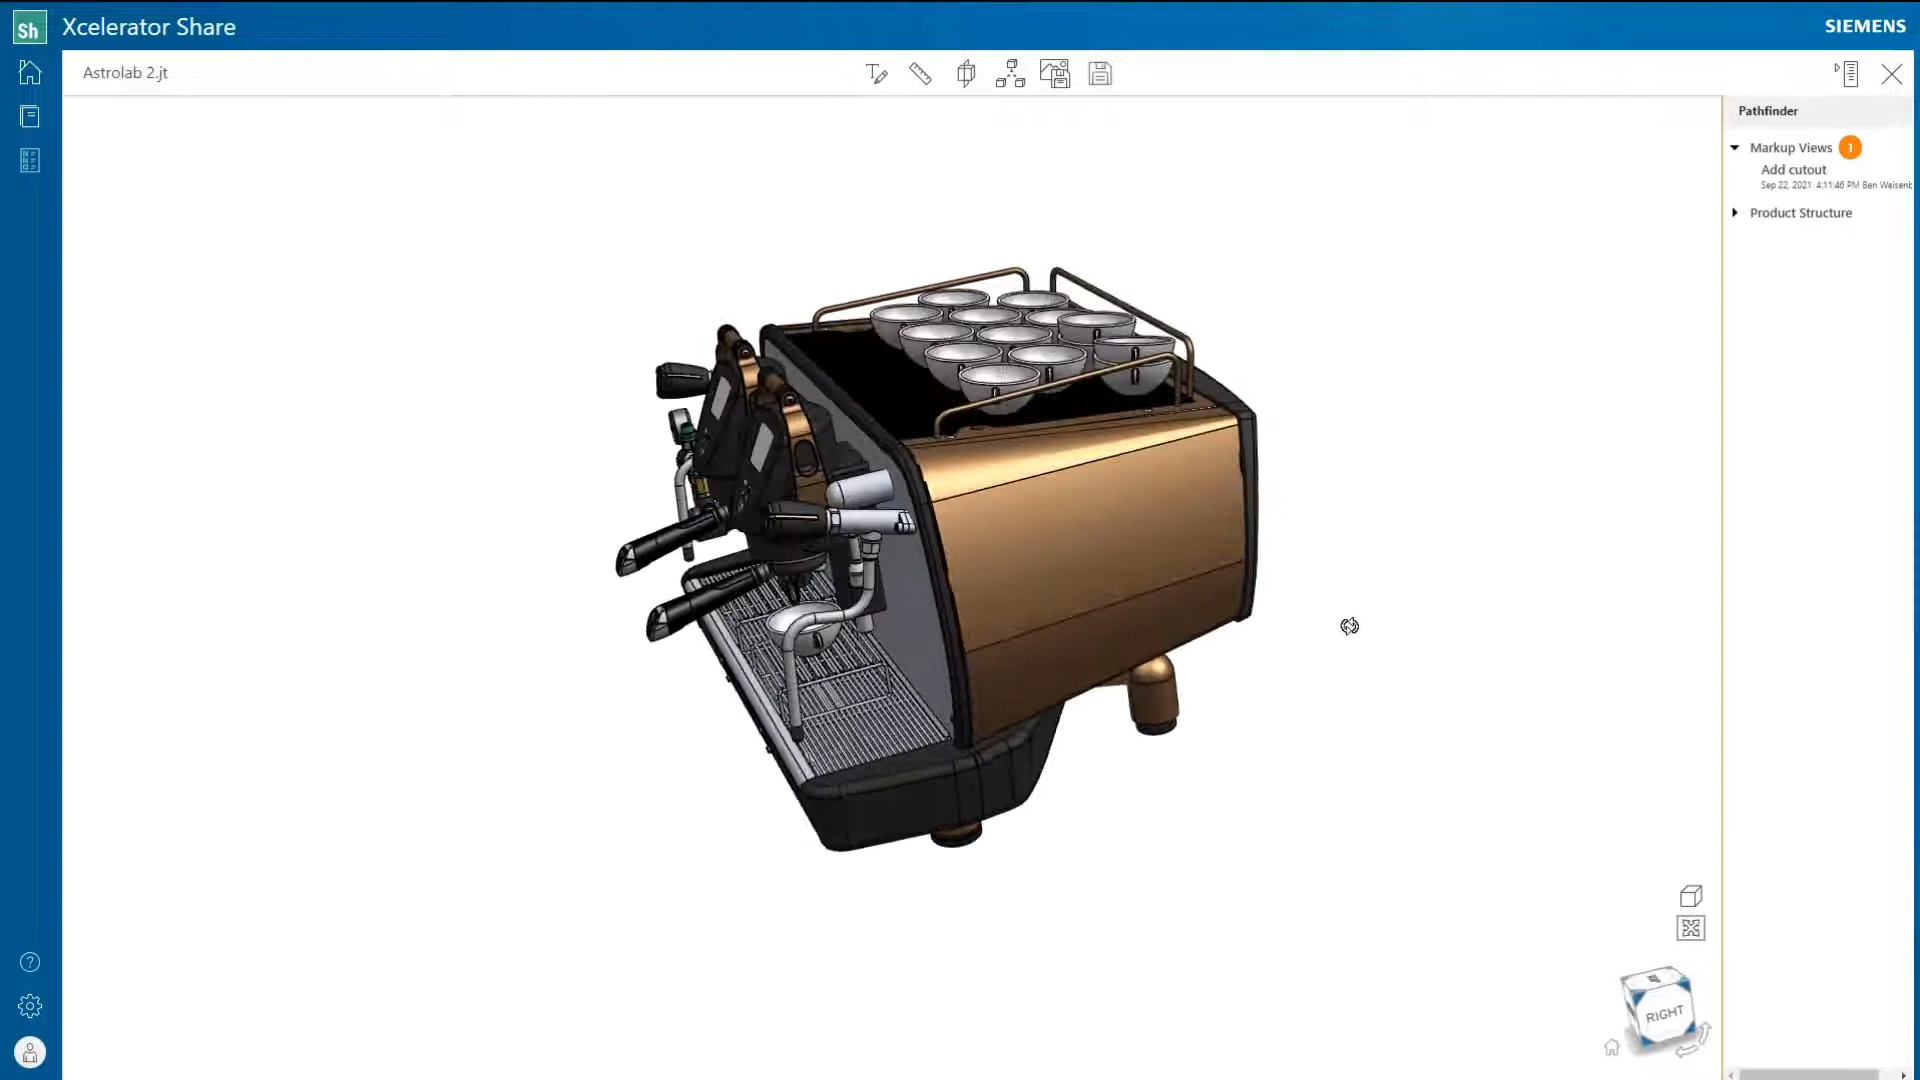 Sh Xcelerator Share
SIEMENS
Astrolab 2.jt
Pathfinder
Markup Views 1
Add cutout
Sep 22, 2021 4:11:46 PM Ben Weisenb
Product Structure
RIGHT